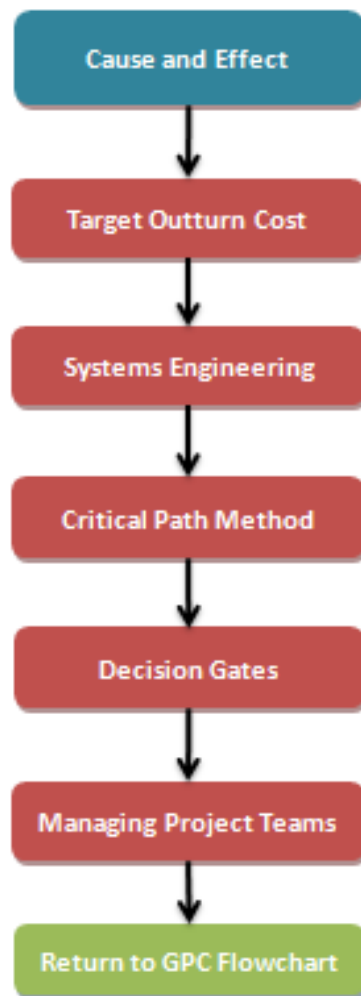 Cause and Effect
Target Outturn Cost
Systems Engineering
Critical Path Method
Decision Gates
Managing Project Teams
Return to GPC Flowchart